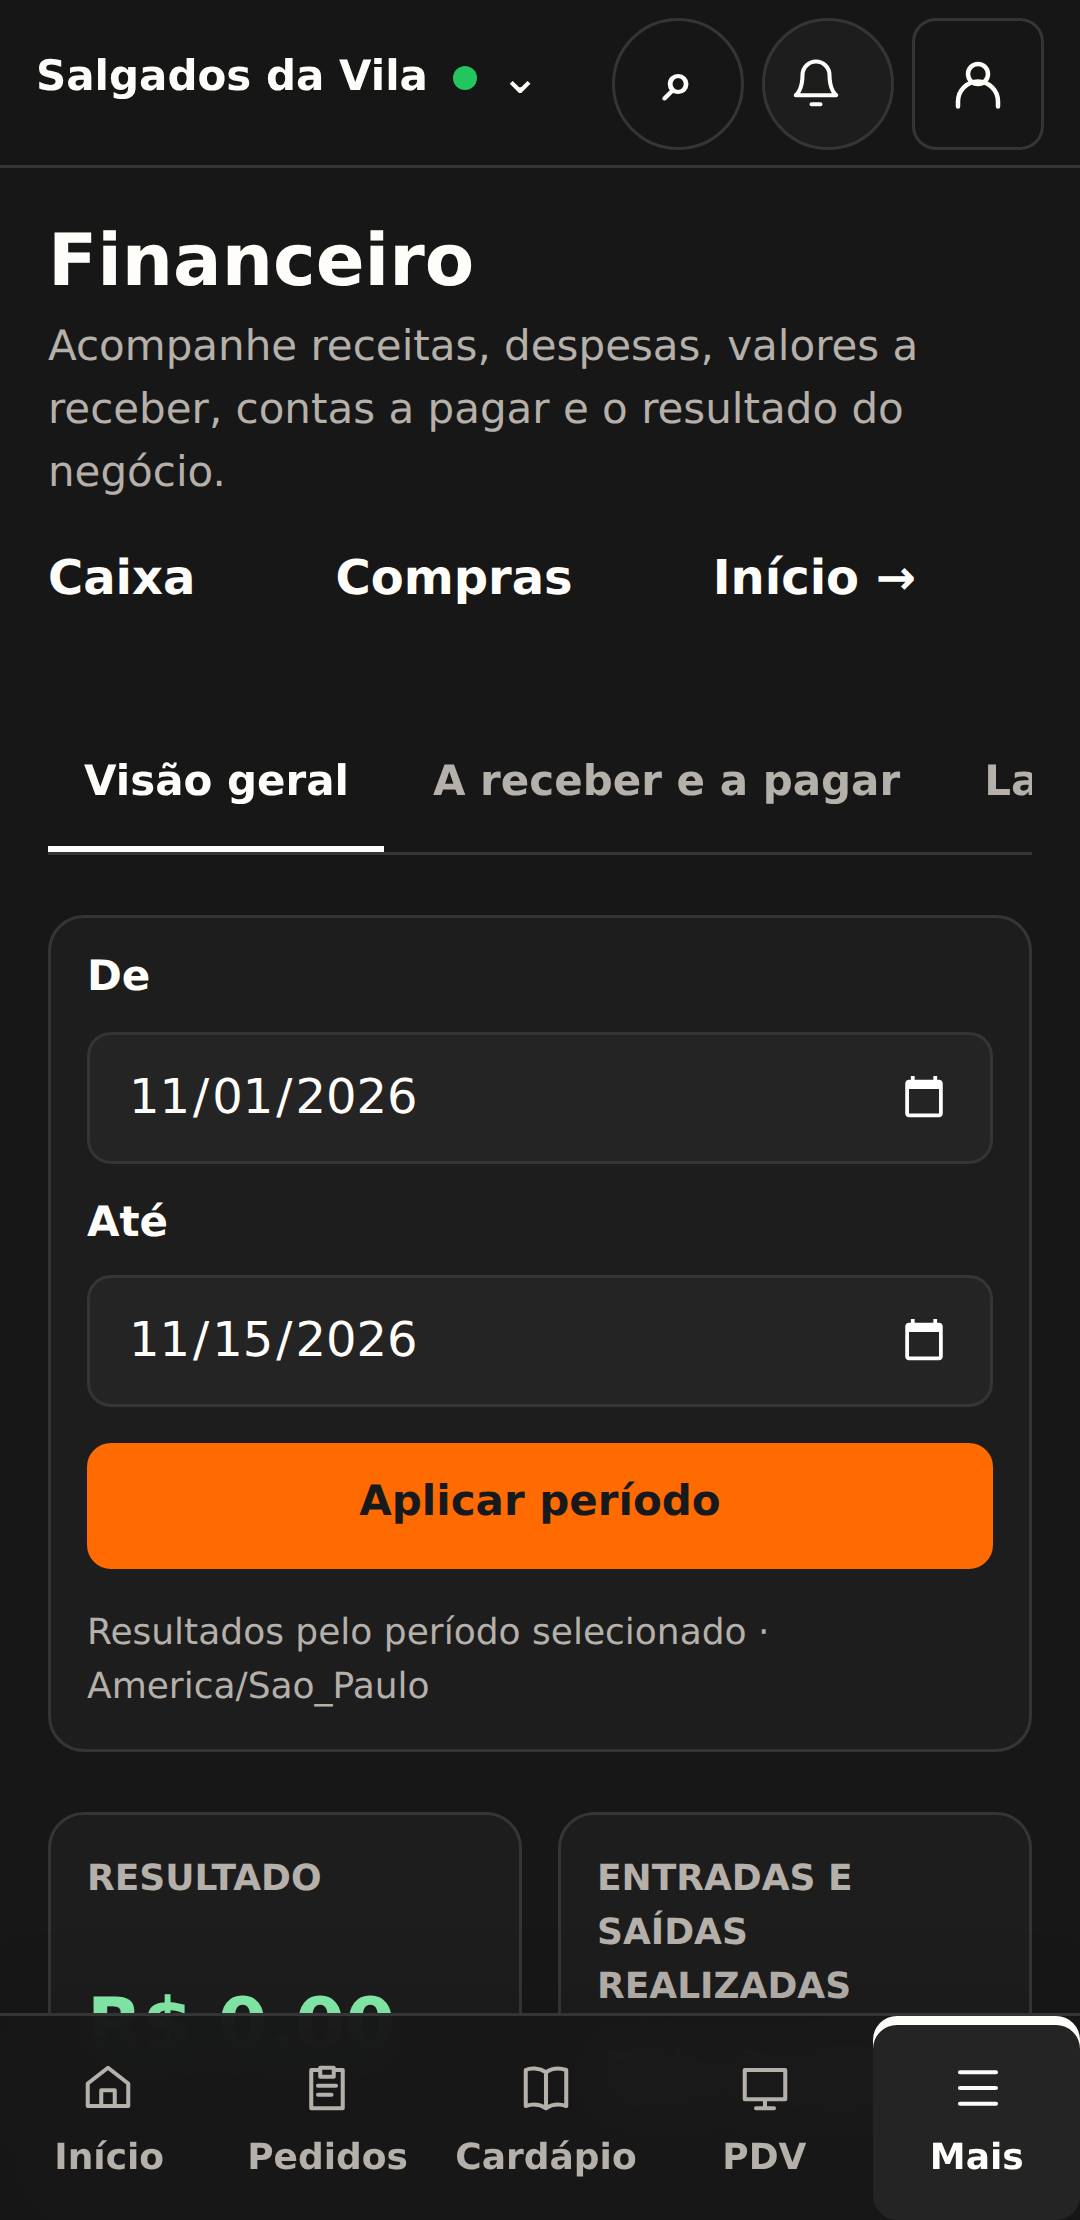 Salgados da Vila
Financeiro
Acompanhe receitas, despesas, valores a
receber, contas a pagar e o resultado do
negócio.
Caixa Compras Início →
Visão geral A receber e a pagar La
De
11/01/2026
Até
11/15/2026
Aplicar período
Resultados pelo período selecionado ·
America/Sao_Paulo
RESULTADO
ENTRADAS E
SAÍDAS
REALIZADAS
R$ 0,00
Início Pedidos Cardápio PDV Mais